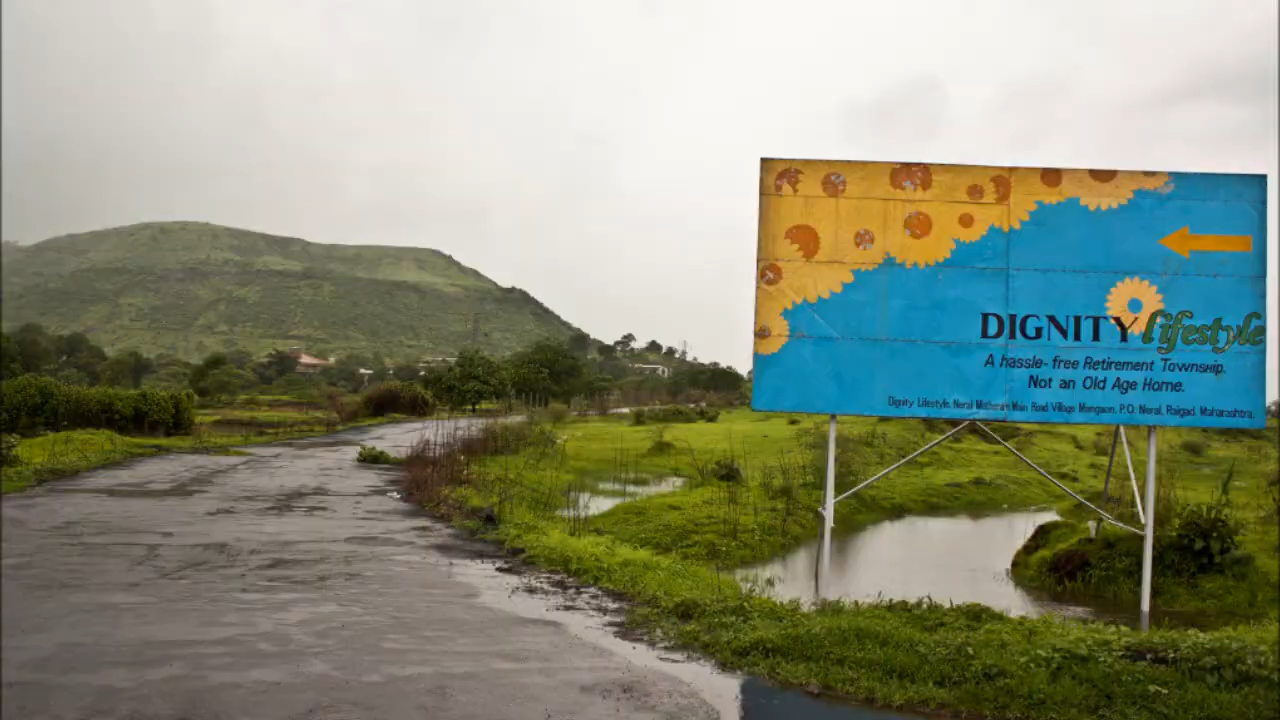 DIGNITY lifestyle
A hassle- free Retirement Township.
Not an Old Age Home.
Dignity Lifestyle, Neral Matheran Main Road Village Mamgaon, P.O. Neral, Raigad, Maharashtra.